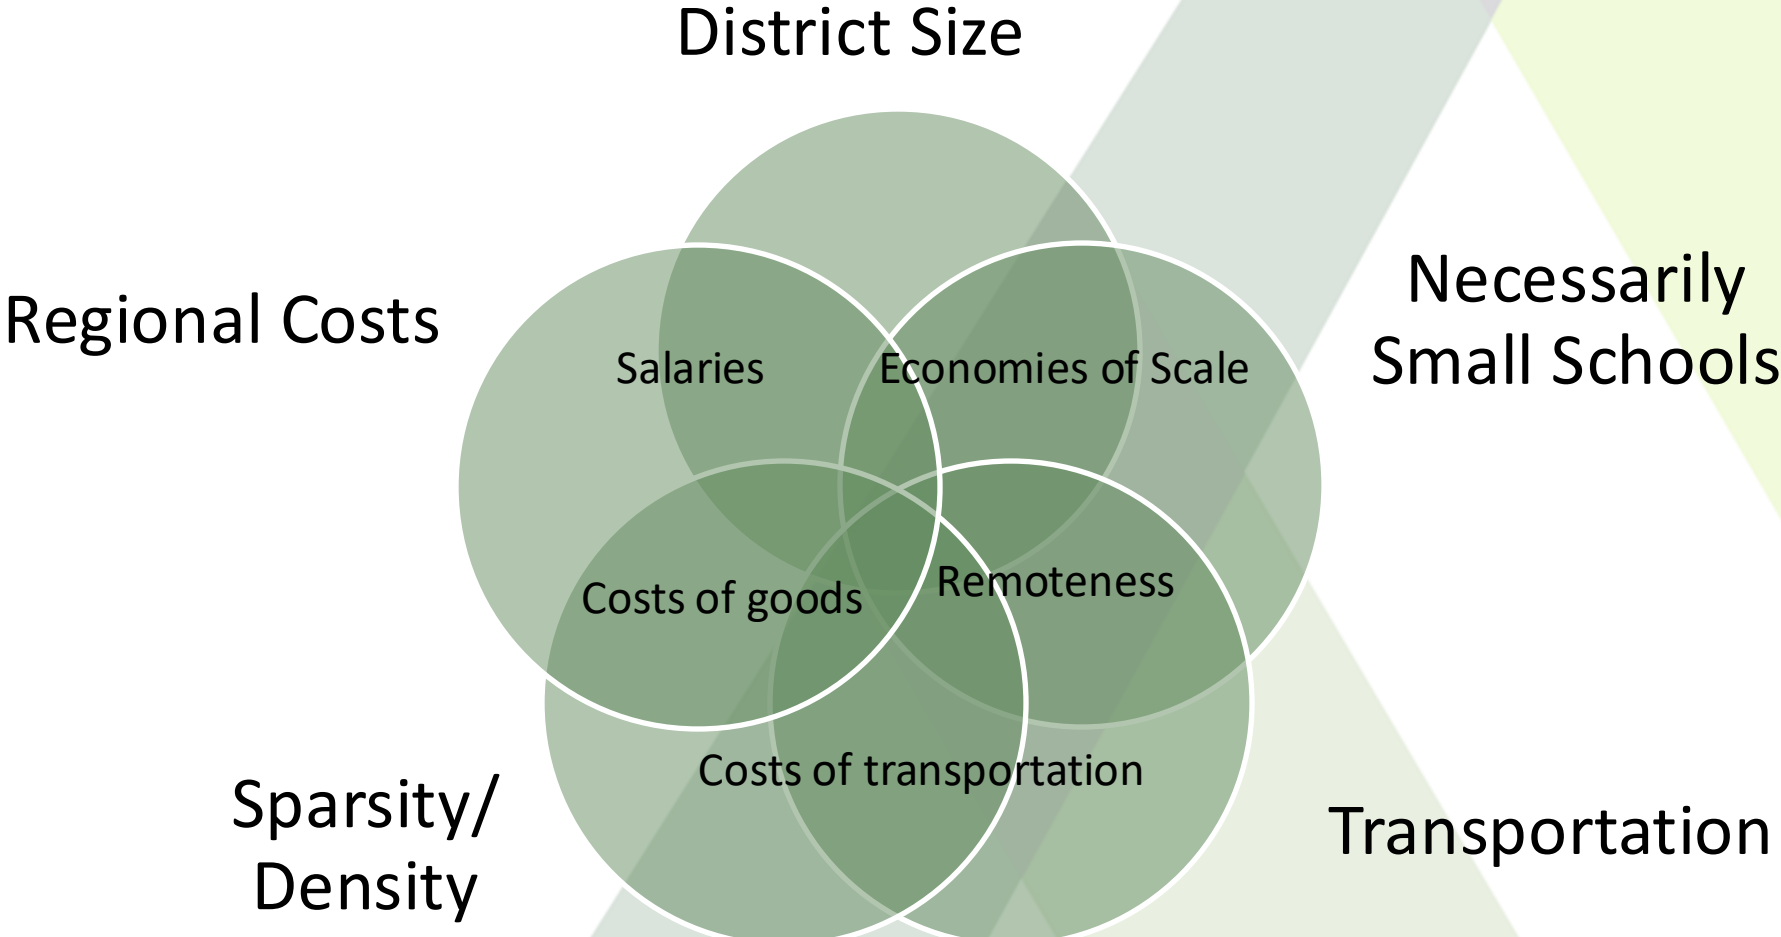 District Size
Regional Costs
Necessarily
Small Schools
Salaries
Economies of Scale
Costs of goods
Remoteness
Costs of transportation
Sparsity/
Density
Transportation